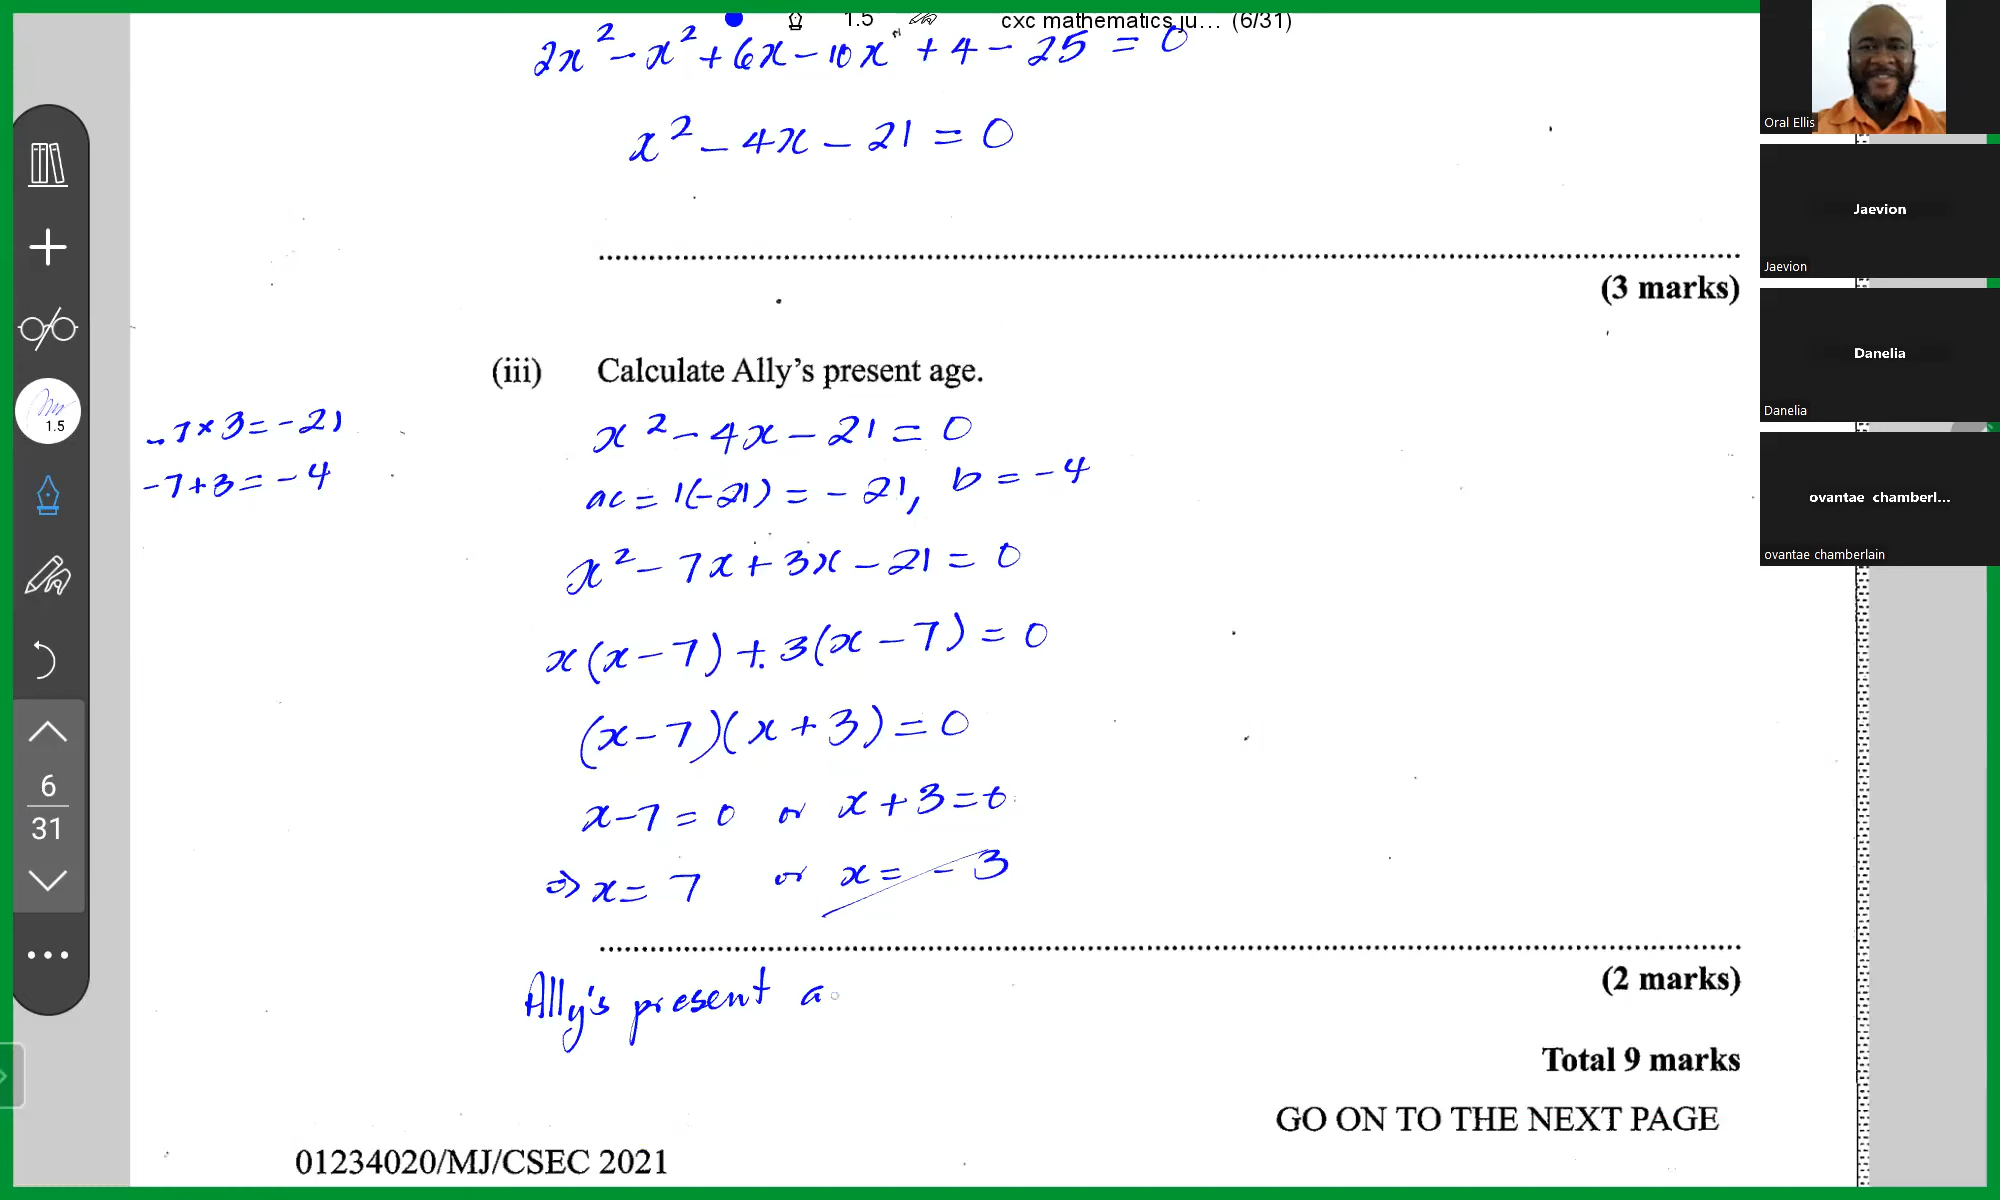 1.5 cxc mathematics ju... (6/31)
2x² - x² + 6x - 10x + 4 - 25 = 0
x² - 4x - 21 = 0
(3 marks)
(iii) Calculate Ally's present age.
-7 × 3 = -21
-7 + 3 = -4
x² - 4x - 21 = 0
ac = 1(-21) = -21, b = -4
x² - 7x + 3x - 21 = 0
x(x - 7) + 3(x - 7) = 0
(x - 7)(x + 3) = 0
x - 7 = 0 or x + 3 = 0
⇒ x = 7 or x = -3
(2 marks)
Ally's present a
Total 9 marks
GO ON TO THE NEXT PAGE
01234020/MJ/CSEC 2021
1.5
6
31
Oral Ellis
Jaevion
Jaevion
Danelia
Danelia
ovantae chamberl...
ovantae chamberlain